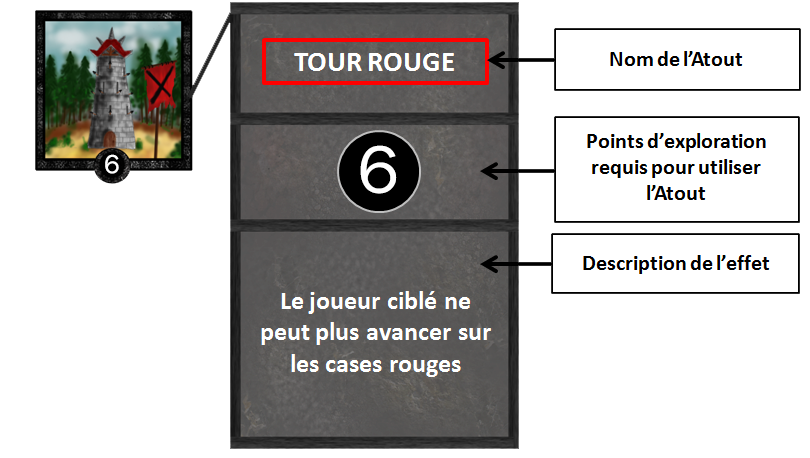 TOUR ROUGE
Nom de l'Atout
6
6
Points d'exploration
requis pour utiliser
l'Atout
Description de l'effet
Le joueur ciblé ne
peut plus avancer sur
les cases rouges